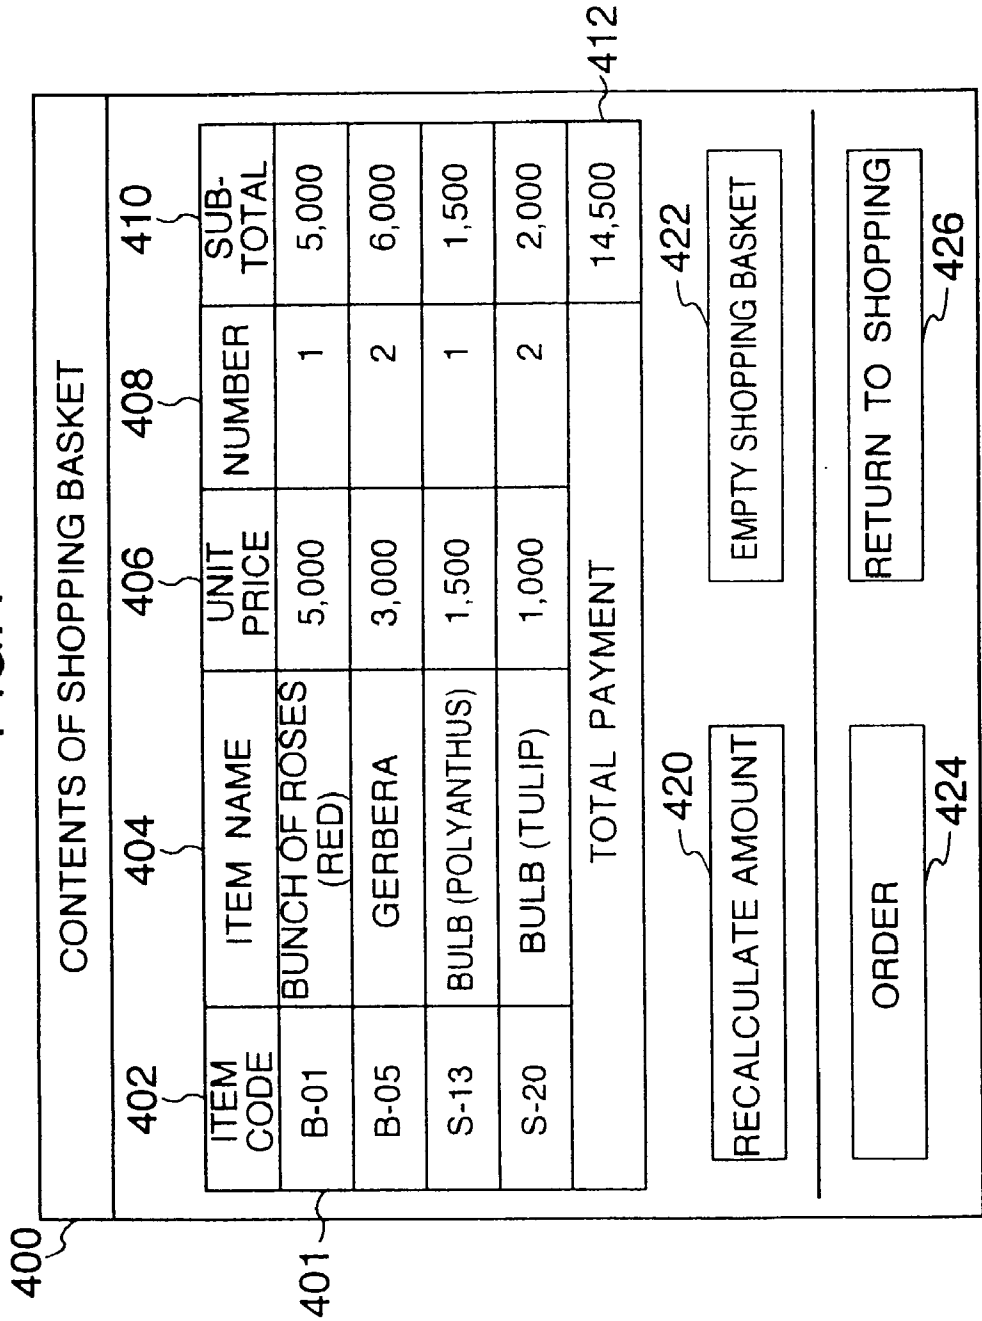 400
CONTENTS OF SHOPPING BASKET
402 404 406 408 410
ITEM CODE ITEM NAME UNIT PRICE NUMBER SUB-TOTAL
B-01 BUNCH OF ROSES (RED) 5,000 1 5,000
B-05 GERBERA 3,000 2 6,000
S-13 BULB (POLYANTHUS) 1,500 1 1,500
S-20 BULB (TULIP) 1,000 2 2,000
TOTAL PAYMENT 14,500
401 412
420 422
RECALCULATE AMOUNT EMPTY SHOPPING BASKET
ORDER RETURN TO SHOPPING
424 426